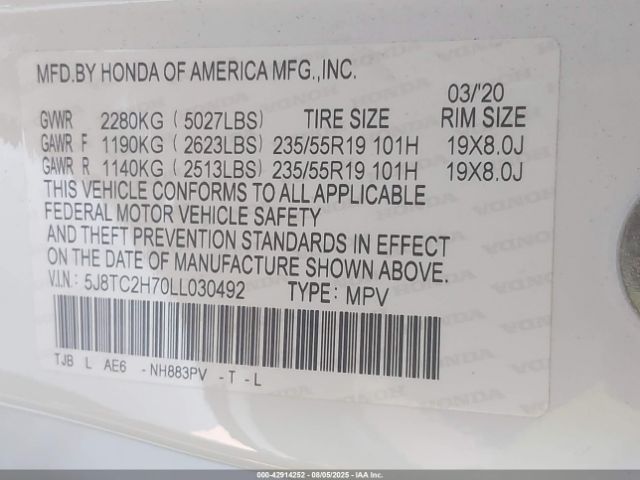 MFD.BY HONDA OF AMERICA MFG.,INC.
03/'20
GVWR 2280KG (5027LBS) TIRE SIZE RIM SIZE
GAWR F 1190KG (2623LBS) 235/55R19 101H 19X8.0J
GAWR R 1140KG (2513LBS) 235/55R19 101H 19X8.0J
THIS VEHICLE CONFORMS TO ALL APPLICABLE
FEDERAL MOTOR VEHICLE SAFETY
AND THEFT PREVENTION STANDARDS IN EFFECT
ON THE DATE OF MANUFACTURE SHOWN ABOVE.
V.I.N.: 5J8TC2H70LL030492 TYPE: MPV
TJB L AE6 - NH883PV - T - L
000-42914252 - 08/05/2025 - IAA Inc.